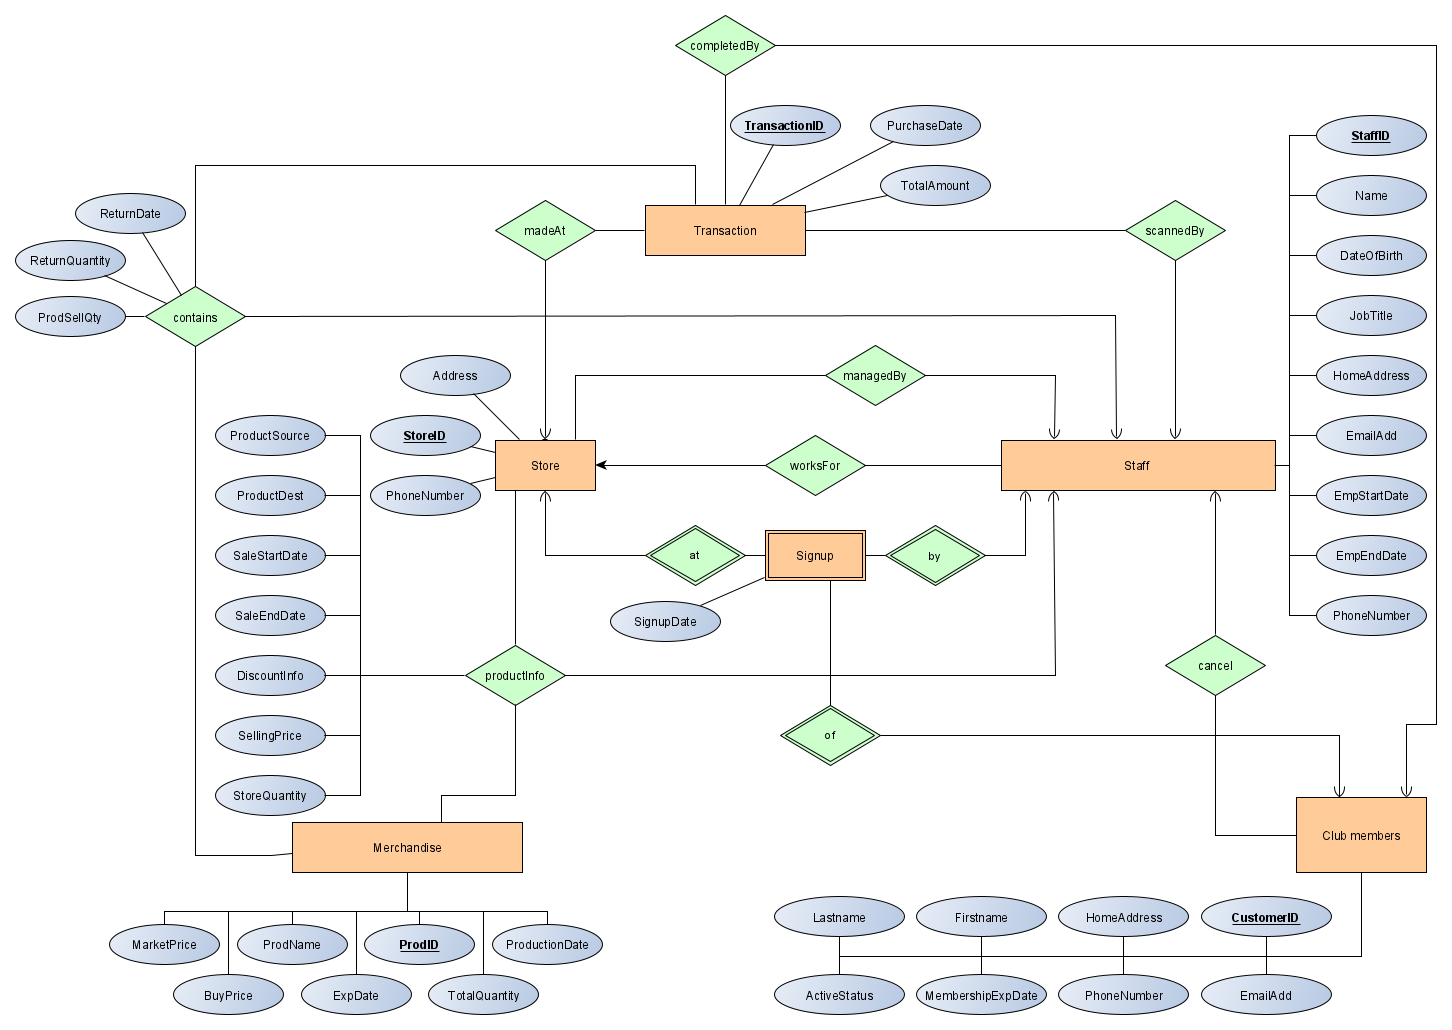 completedBy
TransactionID
PurchaseDate
StaffID
TotalAmount
Name
ReturnDate
madeAt
Transaction
scannedBy
DateOfBirth
ReturnQuantity
ProdSellQty
contains
JobTitle
Address
managedBy
HomeAddress
ProductSource
StoreID
EmailAdd
Store
worksFor
Staff
ProductDest
PhoneNumber
EmpStartDate
SaleStartDate
at
Signup
by
EmpEndDate
SaleEndDate
SignupDate
PhoneNumber
DiscountInfo
productInfo
cancel
SellingPrice
of
StoreQuantity
Club members
Merchandise
Lastname
Firstname
HomeAddress
CustomerID
MarketPrice
ProdName
ProdID
ProductionDate
BuyPrice
ExpDate
TotalQuantity
ActiveStatus
MembershipExpDate
PhoneNumber
EmailAdd